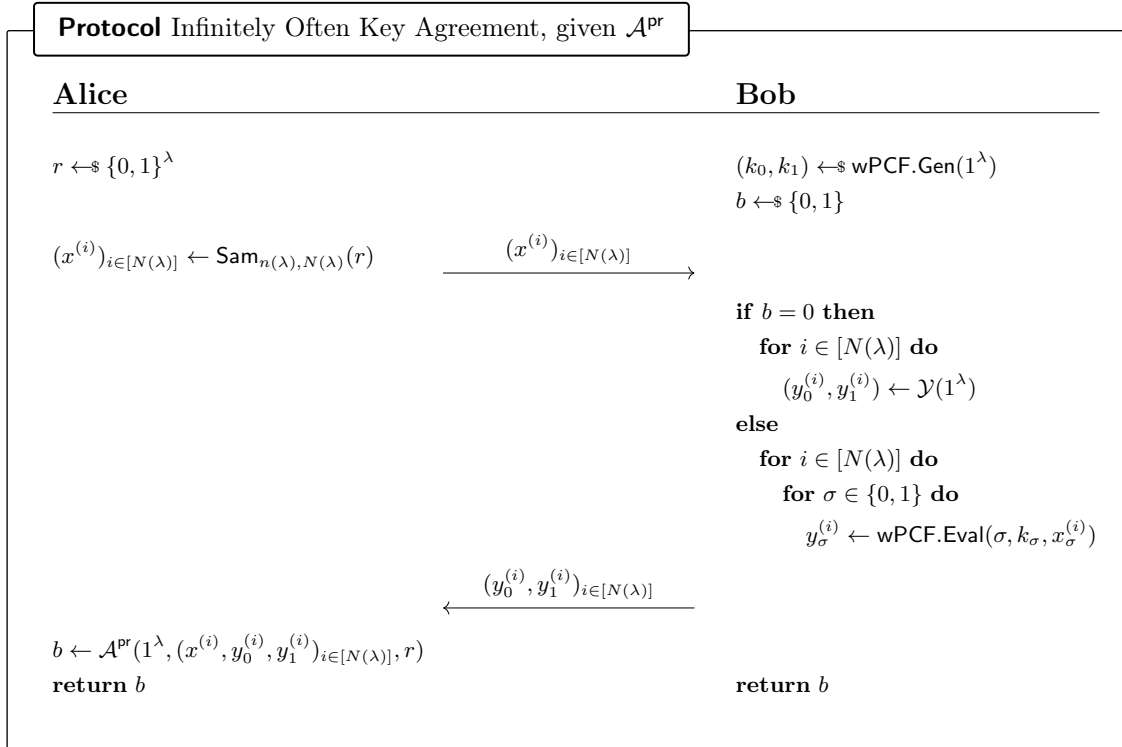 Protocol Infinitely Often Key Agreement, given 𝒜^pr
Alice Bob
r ←$ {0, 1}^λ (k_0, k_1) ←$ wPCF.Gen(1^λ)
b ←$ {0, 1}
(x^(i))_{i∈[N(λ)]} ← Sam_{n(λ),N(λ)}(r) (x^(i))_{i∈[N(λ)]}
if b = 0 then
for i ∈ [N(λ)] do
(y_0^(i), y_1^(i)) ← 𝒴(1^λ)
else
for i ∈ [N(λ)] do
for σ ∈ {0, 1} do
y_σ^(i) ← wPCF.Eval(σ, k_σ, x_σ^(i))
(y_0^(i), y_1^(i))_{i∈[N(λ)]}
b ← 𝒜^pr(1^λ, (x^(i), y_0^(i), y_1^(i))_{i∈[N(λ)]}, r)
return b return b